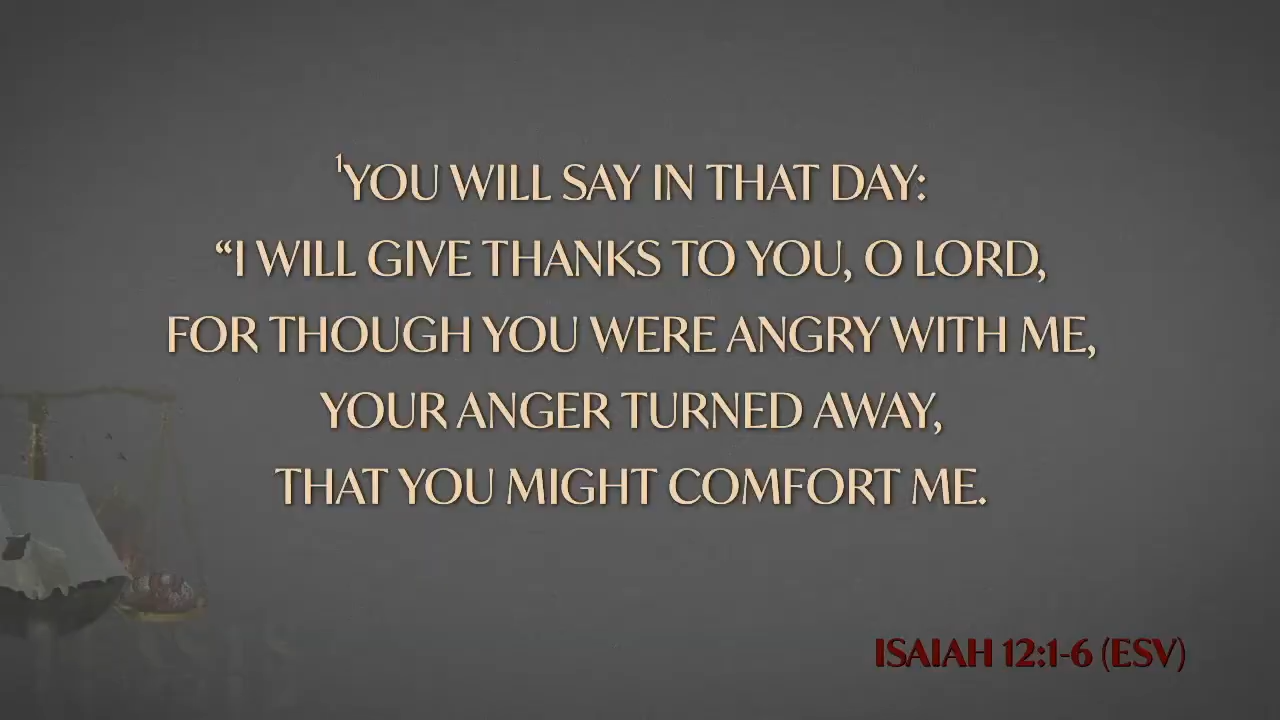 ¹YOU WILL SAY IN THAT DAY:
“I WILL GIVE THANKS TO YOU, O LORD,
FOR THOUGH YOU WERE ANGRY WITH ME,
YOUR ANGER TURNED AWAY,
THAT YOU MIGHT COMFORT ME.
ISAIAH 12:1-6 (ESV)